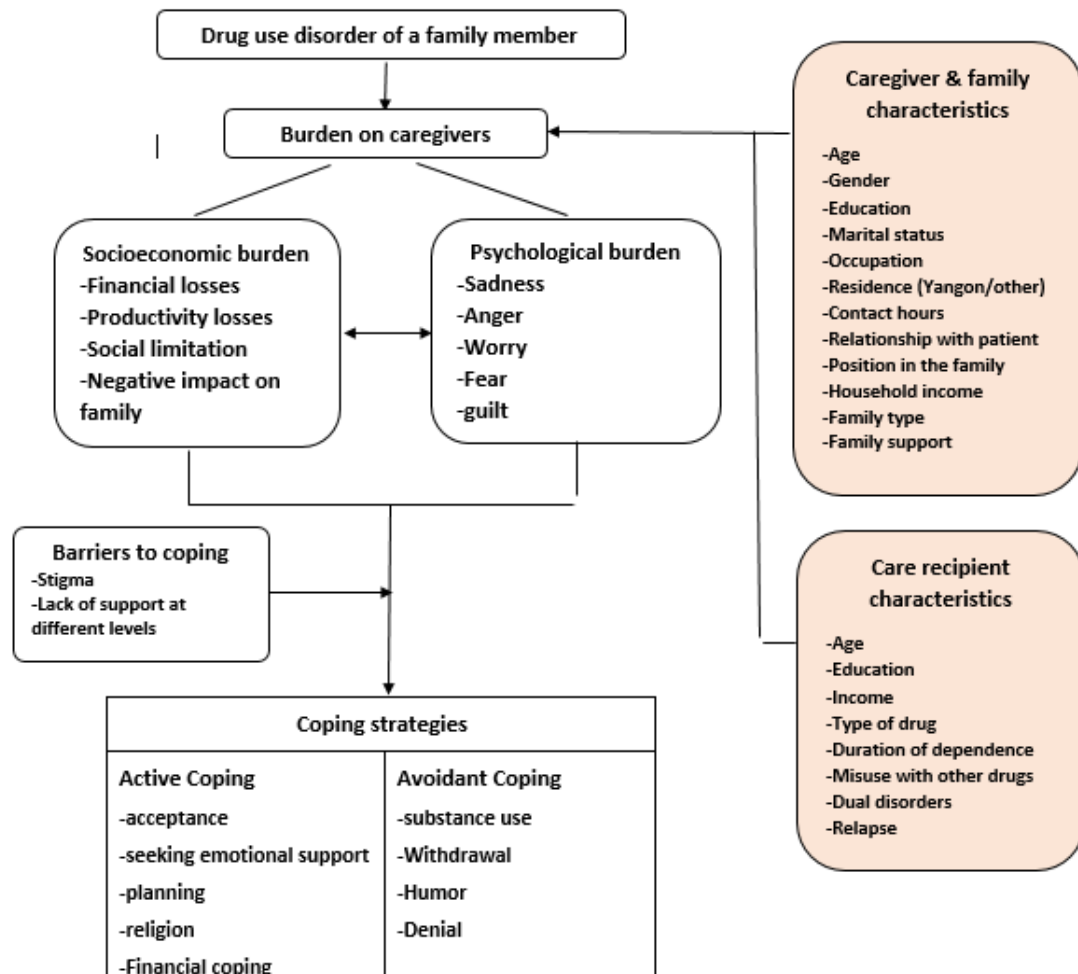 Drug use disorder of a family member
Burden on caregivers
Socioeconomic burden
-Financial losses
-Productivity losses
-Social limitation
-Negative impact on
family
Psychological burden
-Sadness
-Anger
-Worry
-Fear
-guilt
Barriers to coping
-Stigma
-Lack of support at
different levels
Coping strategies
Active Coping
-acceptance
-seeking emotional support
-planning
-religion
-Financial coping
Avoidant Coping
-substance use
-Withdrawal
-Humor
-Denial
Caregiver & family
characteristics
-Age
-Gender
-Education
-Marital status
-Occupation
-Residence (Yangon/other)
-Contact hours
-Relationship with patient
-Position in the family
-Household income
-Family type
-Family support
Care recipient
characteristics
-Age
-Education
-Income
-Type of drug
-Duration of dependence
-Misuse with other drugs
-Dual disorders
-Relapse